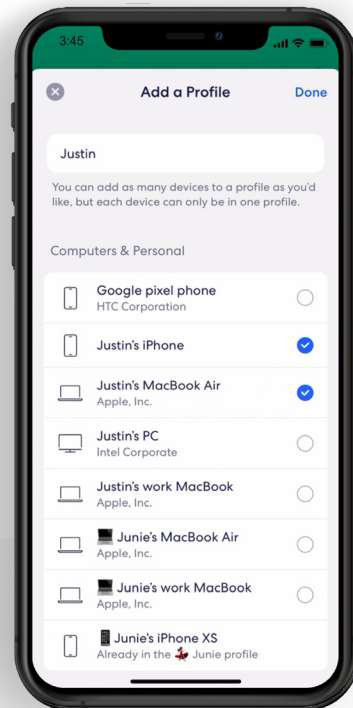 3:45
Add a Profile
Done
Justin
You can add as many devices to a profile as you'd
like, but each device can only be in one profile.
Computers & Personal
Google pixel phone
HTC Corporation
Justin's iPhone
Justin's MacBook Air
Apple, Inc.
Justin's PC
Intel Corporate
Justin's work MacBook
Apple, Inc.
💻 Junie's MacBook Air
Apple, Inc.
💻 Junie's work MacBook
Apple, Inc.
📱 Junie's iPhone XS
Already in the 💃 Junie profile